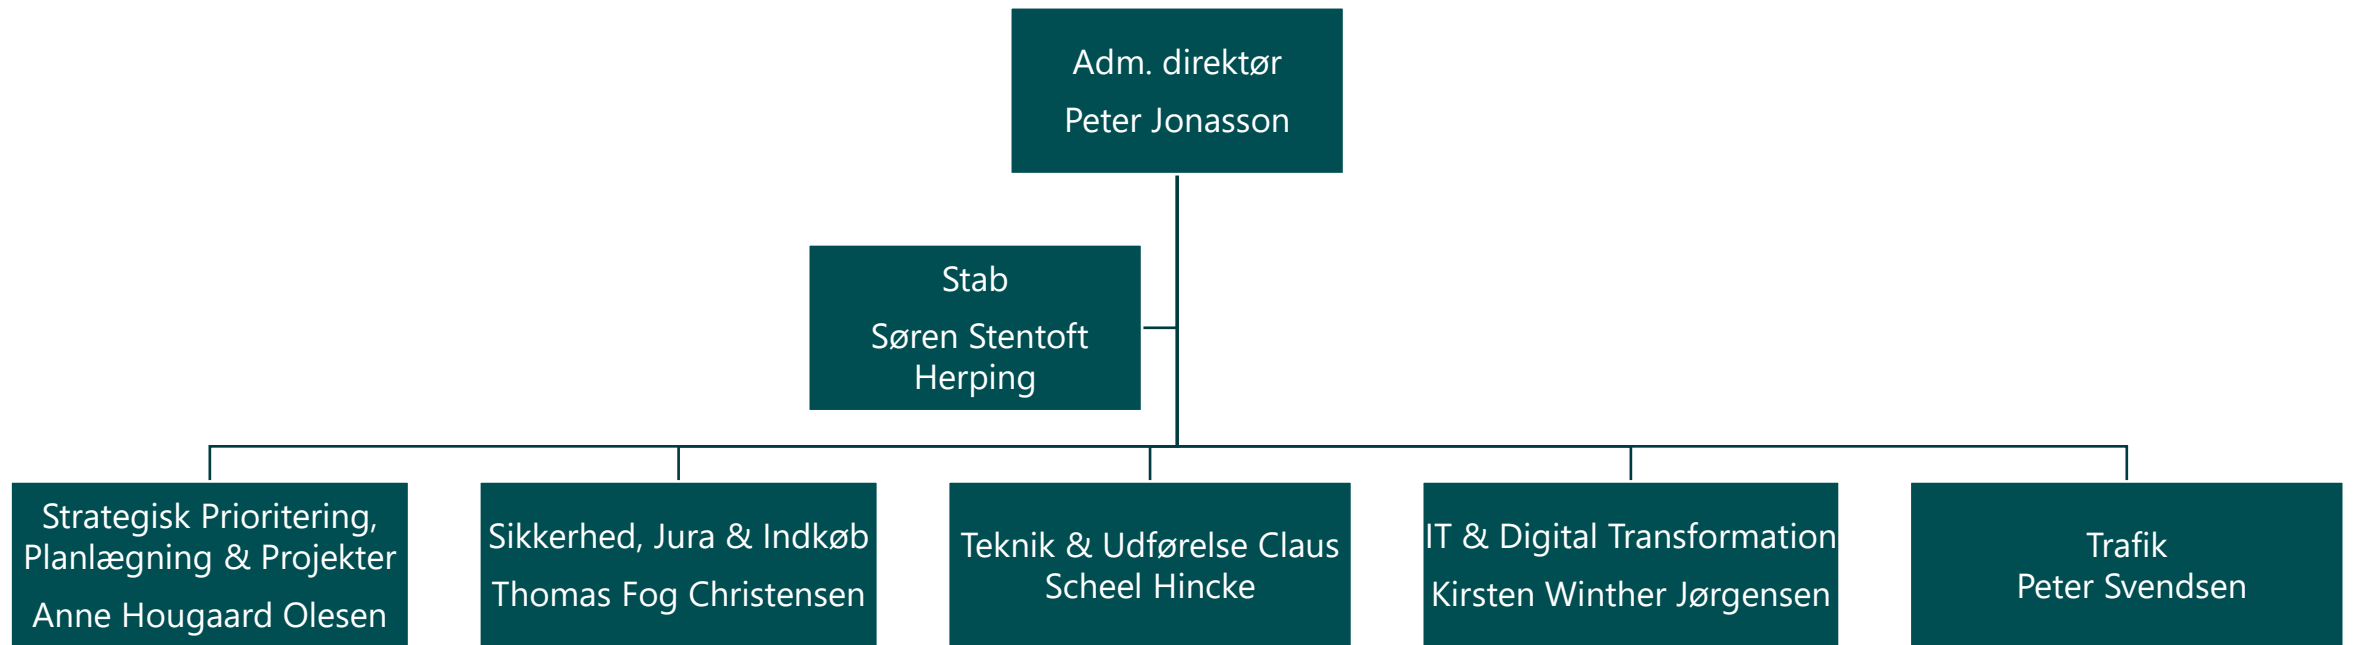 Adm. direktør
Peter Jonasson
Stab
Søren Stentoft
Herping
Strategisk Prioritering,
Planlægning & Projekter
Anne Hougaard Olesen
Sikkerhed, Jura & Indkøb
Thomas Fog Christensen
Teknik & Udførelse Claus
Scheel Hincke
IT & Digital Transformation
Kirsten Winther Jørgensen
Trafik
Peter Svendsen